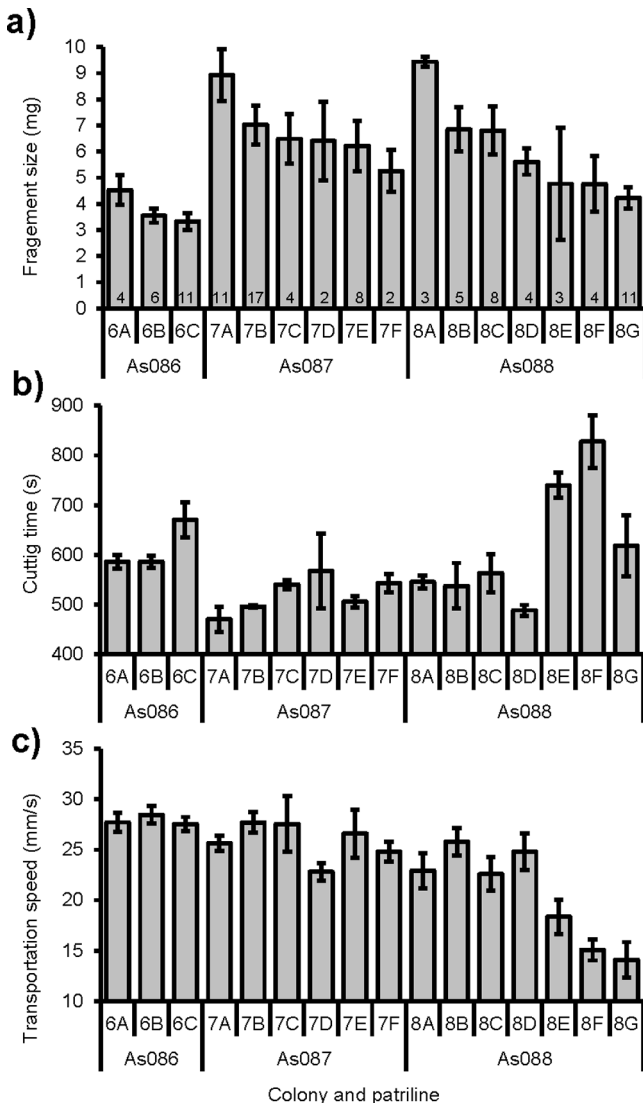 a)
Fragement size (mg)
10
9
8
7
6
5
4
3
2
1
0
4 6 11 11 17 4 2 8 2 3 5 8 4 3 4 11
6A 6B 6C 7A 7B 7C 7D 7E 7F 8A 8B 8C 8D 8E 8F 8G
As086 As087 As088
b)
Cuttig time (s)
900
800
700
600
500
400
6A 6B 6C 7A 7B 7C 7D 7E 7F 8A 8B 8C 8D 8E 8F 8G
As086 As087 As088
c)
Transportation speed (mm/s)
35
30
25
20
15
10
6A 6B 6C 7A 7B 7C 7D 7E 7F 8A 8B 8C 8D 8E 8F 8G
As086 As087 As088
Colony and patriline